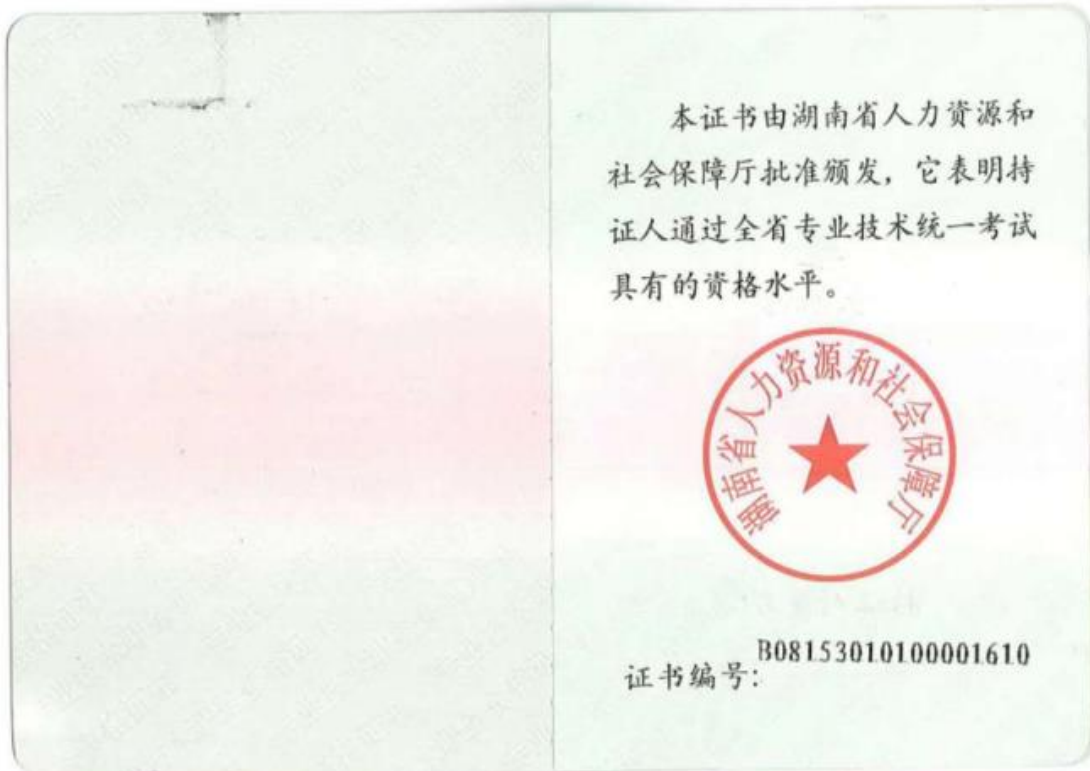 本证书由湖南省人力资源和
社会保障厅批准颁发，它表明持
证人通过全省专业技术统一考试
具有的资格水平。
湖南省人力资源和社会保障厅
证书编号：B08153010100001610